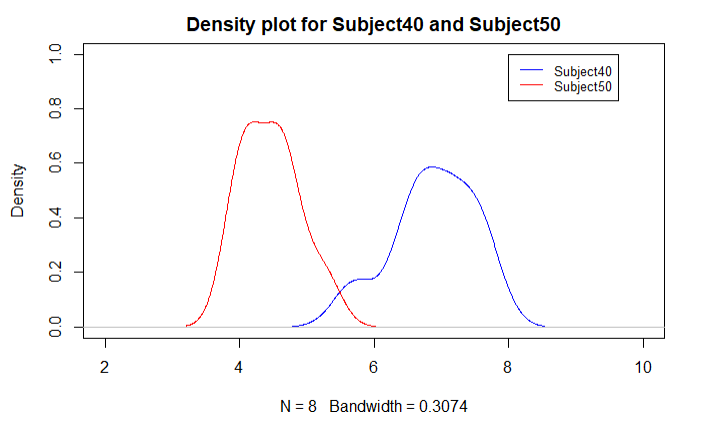 Density plot for Subject40 and Subject50
Subject40
Subject50
Density
1.0
0.8
0.6
0.4
0.2
0.0
2 4 6 8 10
N = 8 Bandwidth = 0.3074